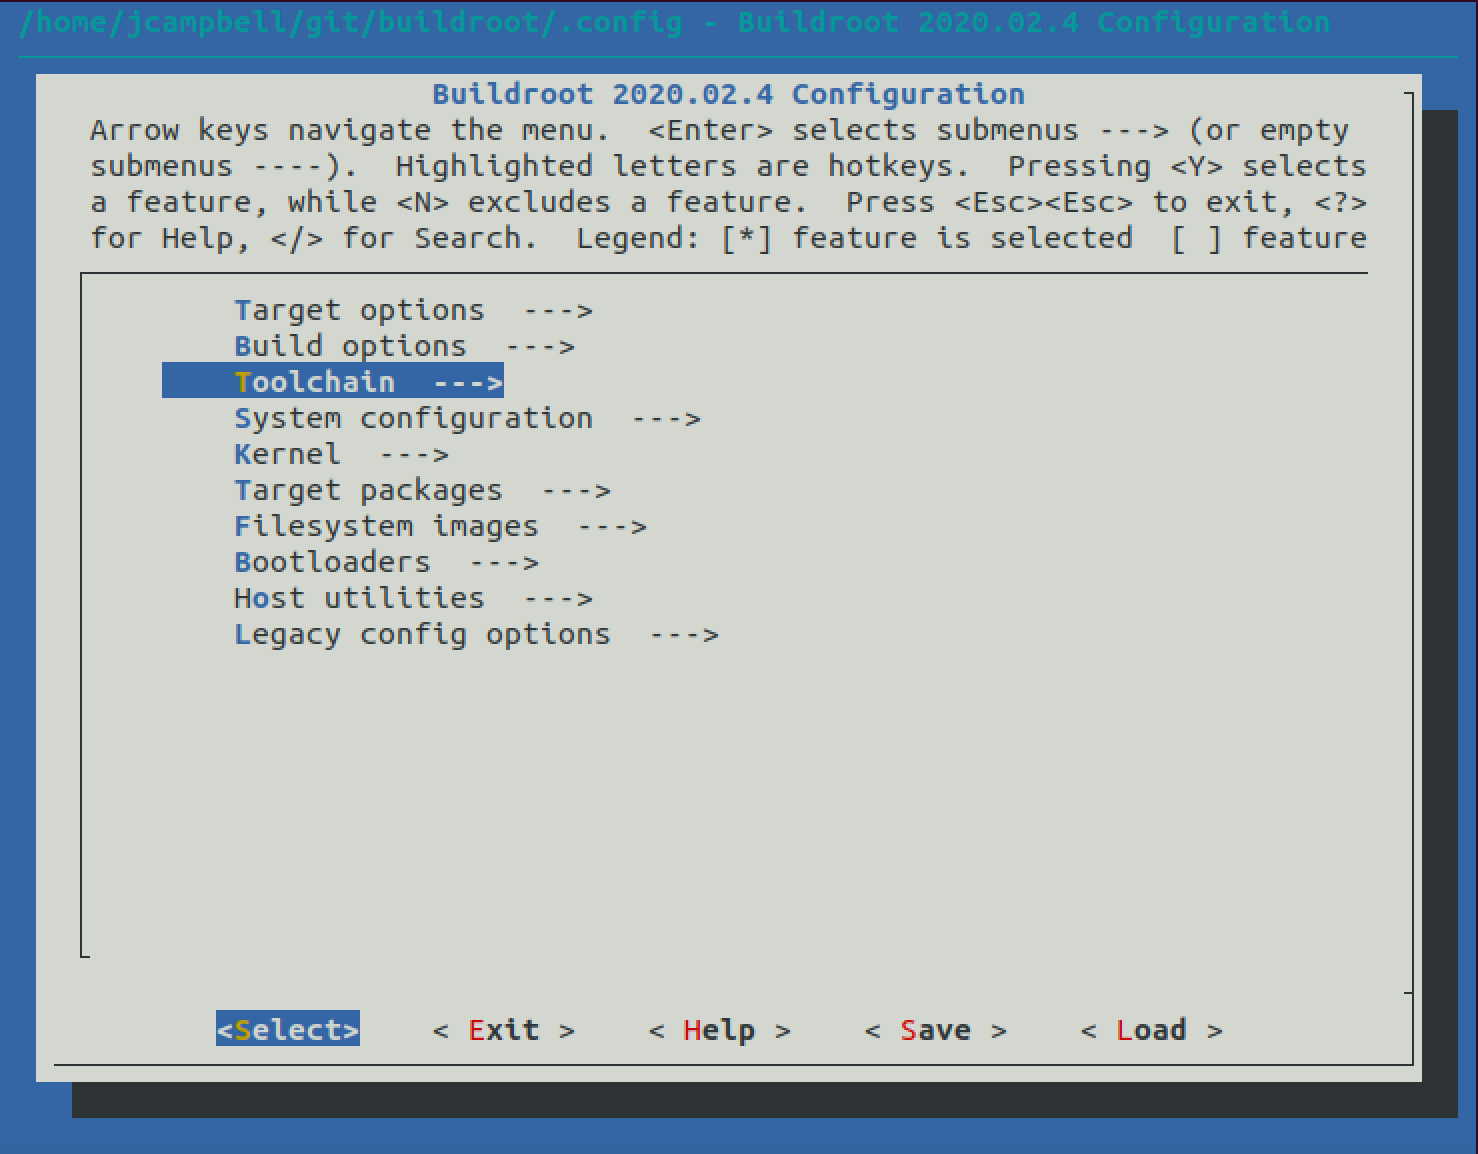 /home/jcampbell/git/buildroot/.config - Buildroot 2020.02.4 Configuration
Buildroot 2020.02.4 Configuration
Arrow keys navigate the menu.  <Enter> selects submenus ---> (or empty
submenus ----).  Highlighted letters are hotkeys.  Pressing <Y> selects
a feature, while <N> excludes a feature.  Press <Esc><Esc> to exit, <?>
for Help, </> for Search.  Legend: [*] feature is selected  [ ] feature
Target options  --->
Build options  --->
Toolchain  --->
System configuration  --->
Kernel  --->
Target packages  --->
Filesystem images  --->
Bootloaders  --->
Host utilities  --->
Legacy config options  --->
<Select>    < Exit >    < Help >    < Save >    < Load >